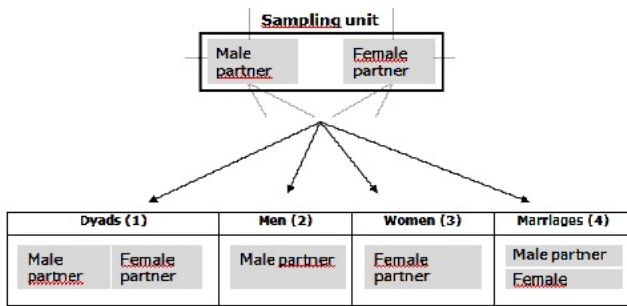 Sampling unit
Male Female
partner partner
Dyads (1) Men (2) Women (3) Marriages (4)
Male Female Male partner Female Male partner
partner partner partner Female